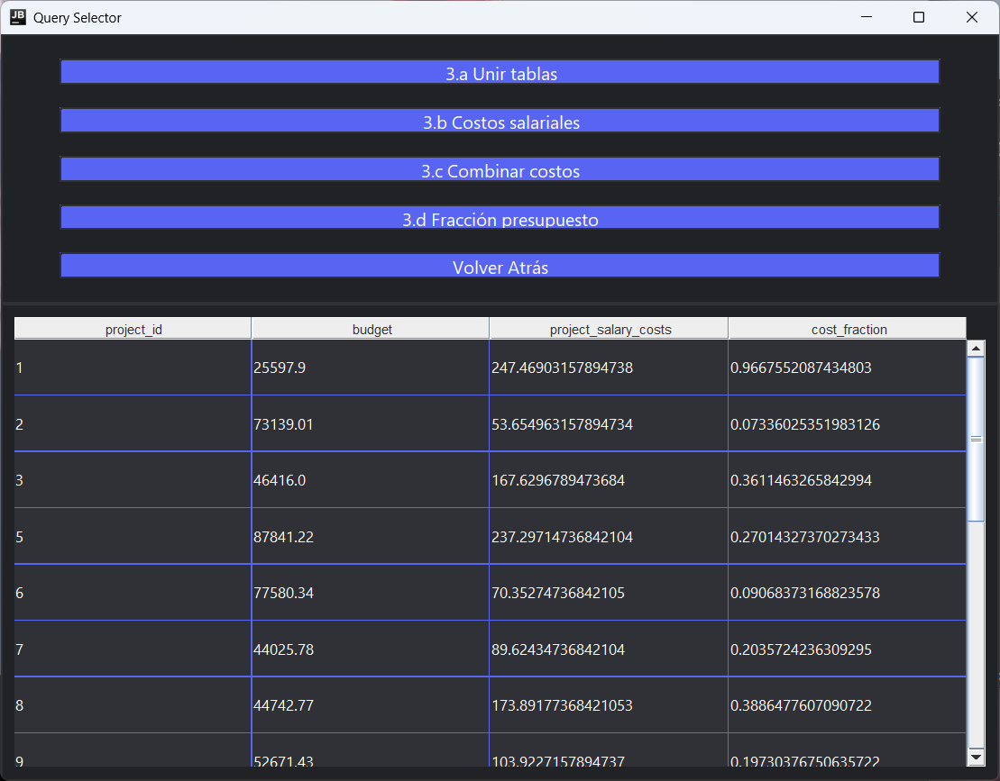 JB Query Selector
3.a Unir tablas
3.b Costos salariales
3.c Combinar costos
3.d Fracción presupuesto
Volver Atrás
project_id budget project_salary_costs cost_fraction
1 25597.9 247.46903157894738 0.9667552087434803
2 73139.01 53.654963157894734 0.07336025351983126
3 46416.0 167.6296789473684 0.3611463265842994
5 87841.22 237.29714736842104 0.27014327370273433
6 77580.34 70.35274736842105 0.09068373168823578
7 44025.78 89.62434736842104 0.2035724236309295
8 44742.77 173.89177368421053 0.3886477607090722
9 52671.43 103.9227157894737 0.19730376750635722